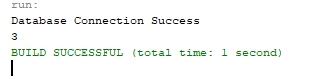 run:
Database Connection Success
3
BUILD SUCCESSFUL (total time: 1 second)